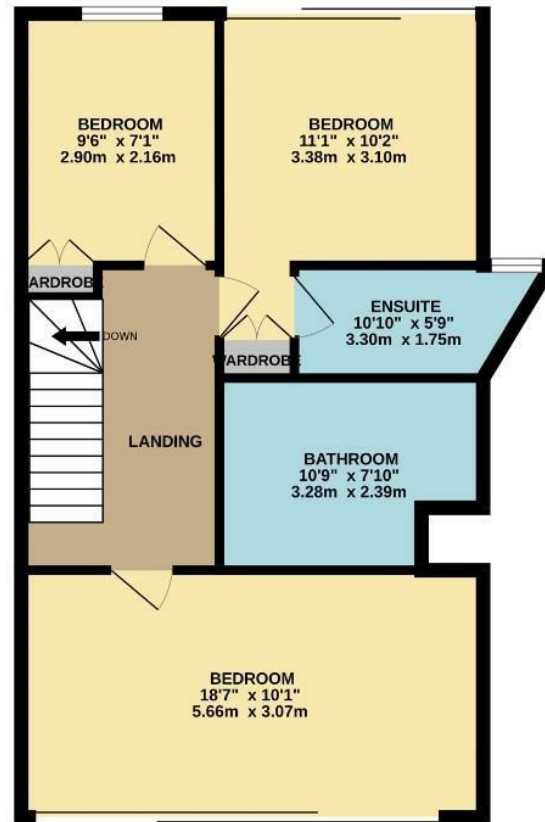 BEDROOM
9'6" x 7'1"
2.90m x 2.16m
BEDROOM
11'1" x 10'2"
3.38m x 3.10m
ARDROBE
DOWN
ENSUITE
10'10" x 5'9"
3.30m x 1.75m
WARDROBE
LANDING
BATHROOM
10'9" x 7'10"
3.28m x 2.39m
BEDROOM
18'7" x 10'1"
5.66m x 3.07m